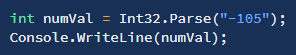 int numVal = Int32.Parse("-105");
Console.WriteLine(numVal);